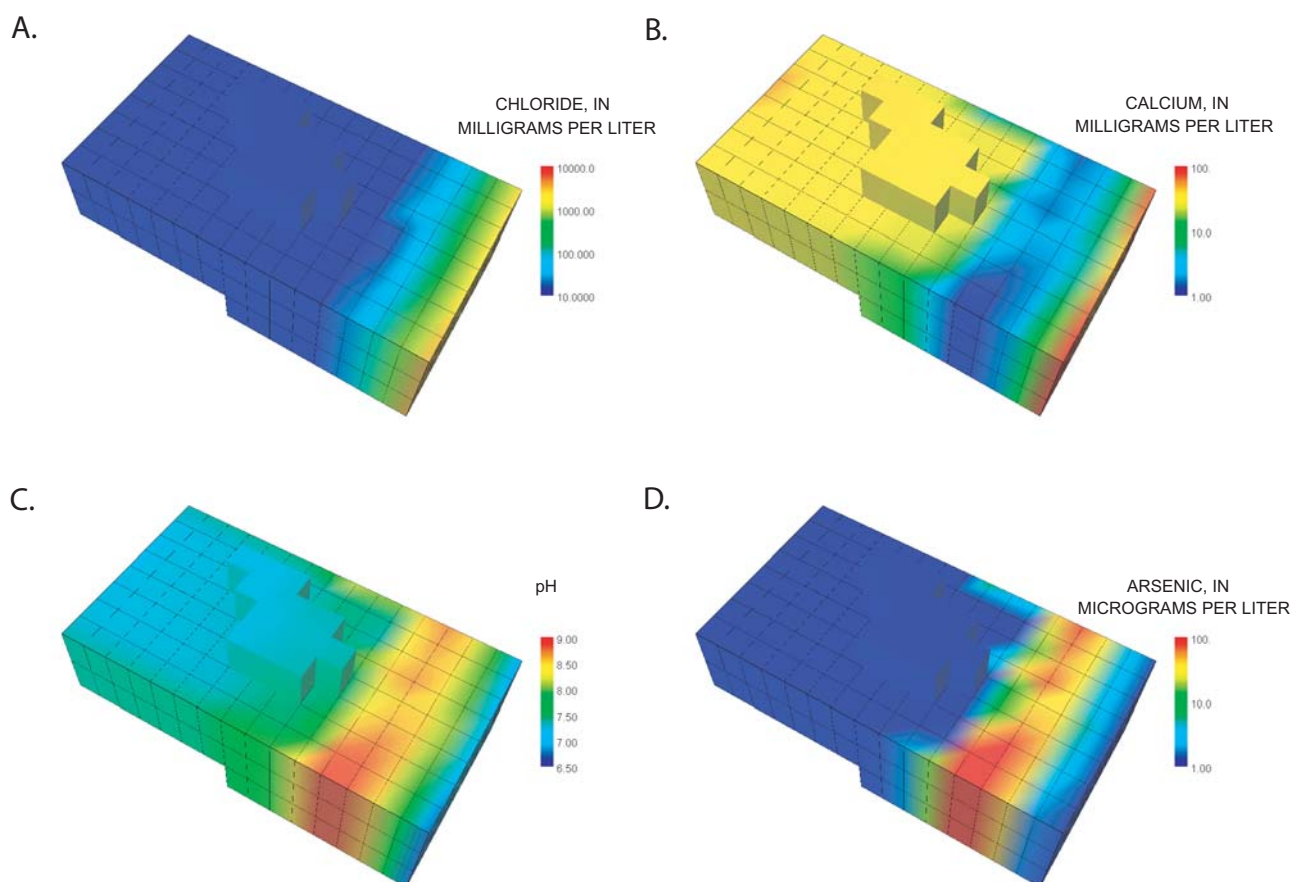 A.
CHLORIDE, IN
MILLIGRAMS PER LITER
10000.0
1000.00
100.000
10.0000
B.
CALCIUM, IN
MILLIGRAMS PER LITER
100.
10.0
1.00
C.
pH
9.00
8.50
8.00
7.50
7.00
6.50
D.
ARSENIC, IN
MICROGRAMS PER LITER
100.
10.0
1.00